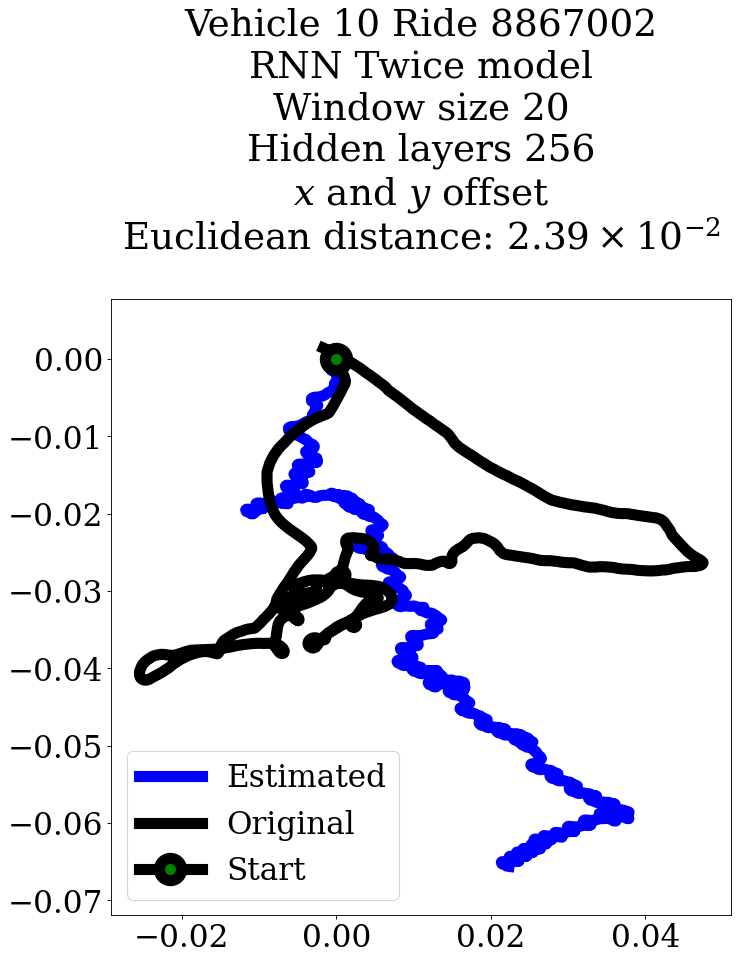 Vehicle 10 Ride 8867002
RNN Twice model
Window size 20
Hidden layers 256
x and y offset
Euclidean distance: 2.39 × 10⁻²
0.00
−0.01
−0.02
−0.03
−0.04
−0.05
−0.06
−0.07
Estimated
Original
Start
−0.02 0.00 0.02 0.04